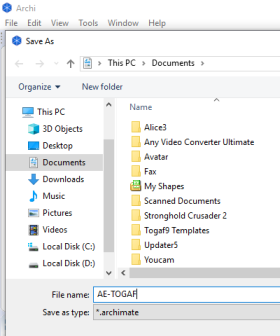 Archi
File Edit View Tools Window Help
Save As
This PC > Documents >
Organize New folder
Name
This PC
3D Objects
Desktop
Documents
Downloads
Music
Pictures
Videos
Local Disk (C:)
Local Disk (D:)
Alice3
Any Video Converter Ultimate
Avatar
Fax
My Shapes
Scanned Documents
Stronghold Crusader 2
Togaf9 Templates
Updater5
Youcam
File name: AE-TOGAF
Save as type: *.archimate